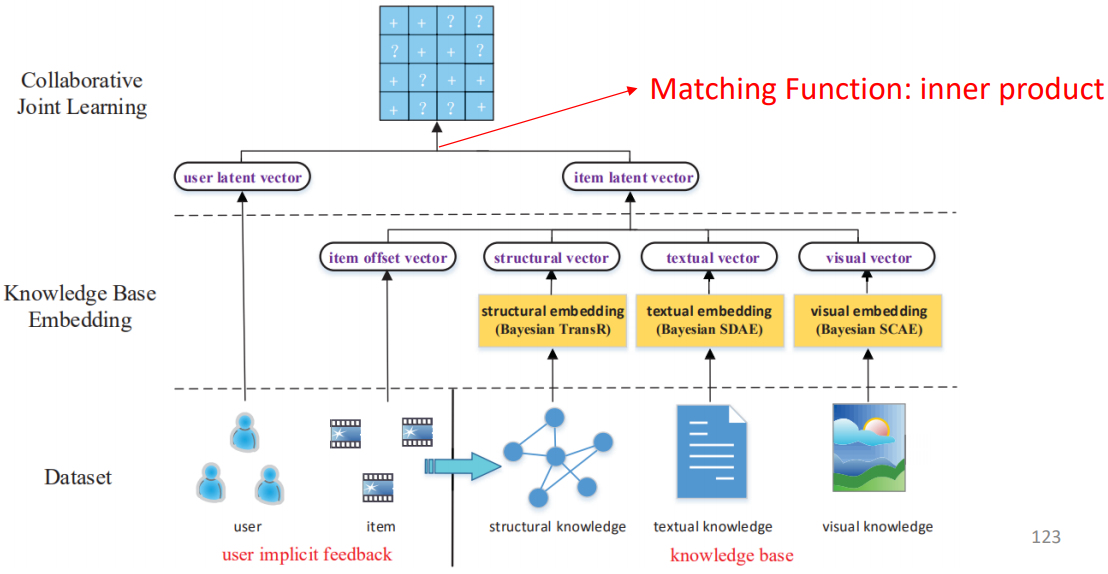 + + ? ?
? + + ?
+ ? + +
+ ? ? +
Collaborative
Joint Learning
Matching Function: inner product
user latent vector
item latent vector
item offset vector
structural vector
textual vector
visual vector
Knowledge Base
Embedding
structural embedding
(Bayesian TransR)
textual embedding
(Bayesian SDAE)
visual embedding
(Bayesian SCAE)
Dataset
user
item
structural knowledge
textual knowledge
visual knowledge
user implicit feedback
knowledge base
123